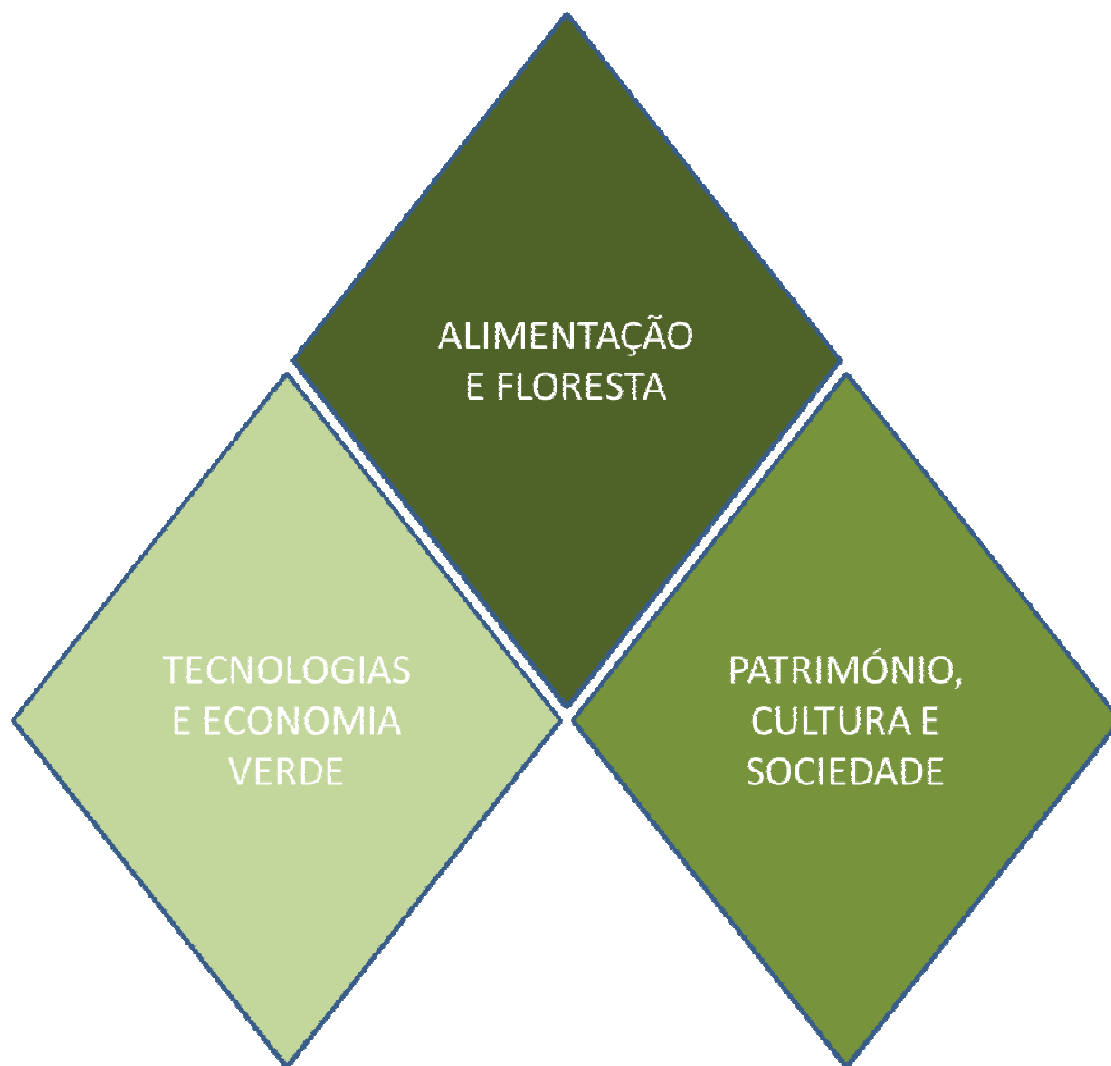 ALIMENTAÇÃO
E FLORESTA
TECNOLOGIAS
E ECONOMIA
VERDE
PATRIMÓNIO,
CULTURA E
SOCIEDADE